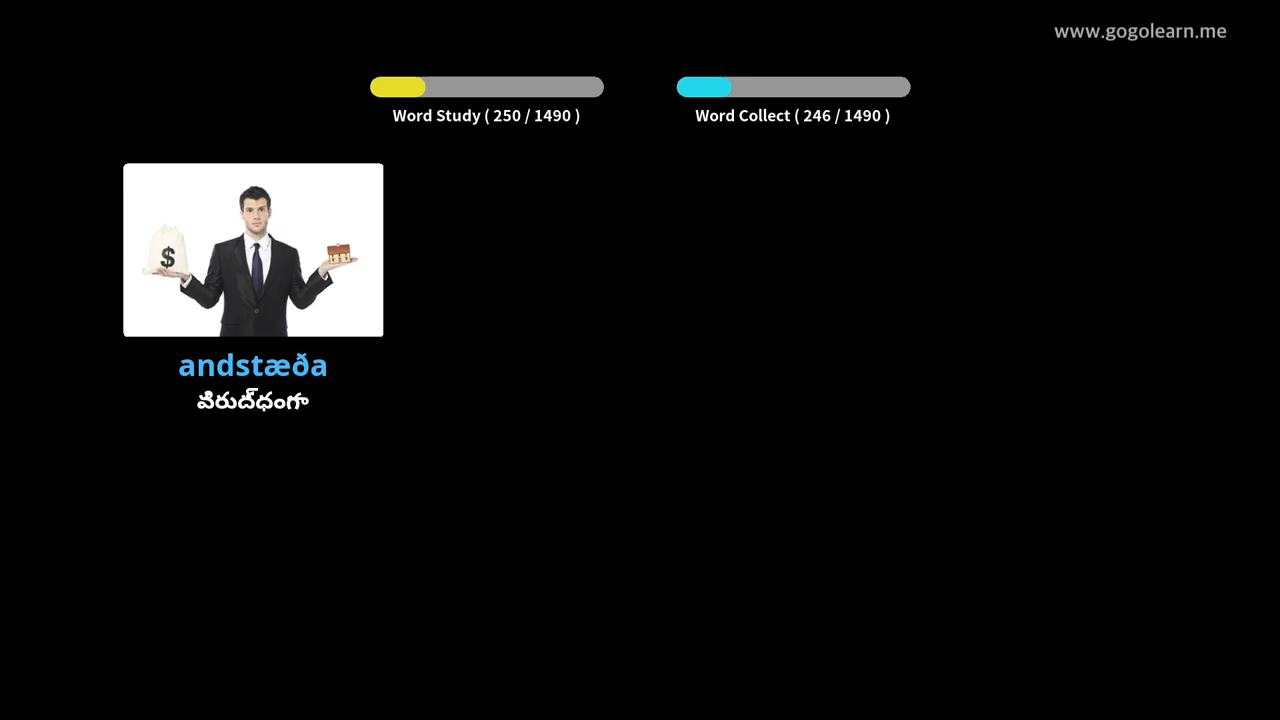 www.gogolearn.me
Word Study ( 250 / 1490 )
Word Collect ( 246 / 1490 )
$
andstæða
విరుద్ధంగా